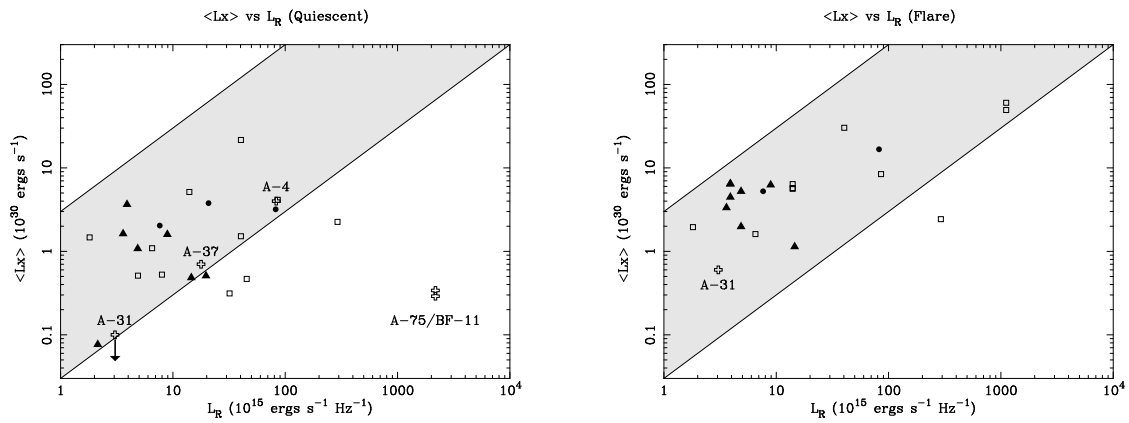 <Lx> vs L_R (Quiescent)
<Lx> vs L_R (Flare)
<Lx> (10^30 ergs s^−1)
100
10
1
0.1
A−4
A−37
A−31
A−75/BF−11
1
10
100
1000
10^4
L_R (10^15 ergs s^−1 Hz^−1)
<Lx> (10^30 ergs s^−1)
100
10
1
0.1
A−31
1
10
100
1000
10^4
L_R (10^15 ergs s^−1 Hz^−1)